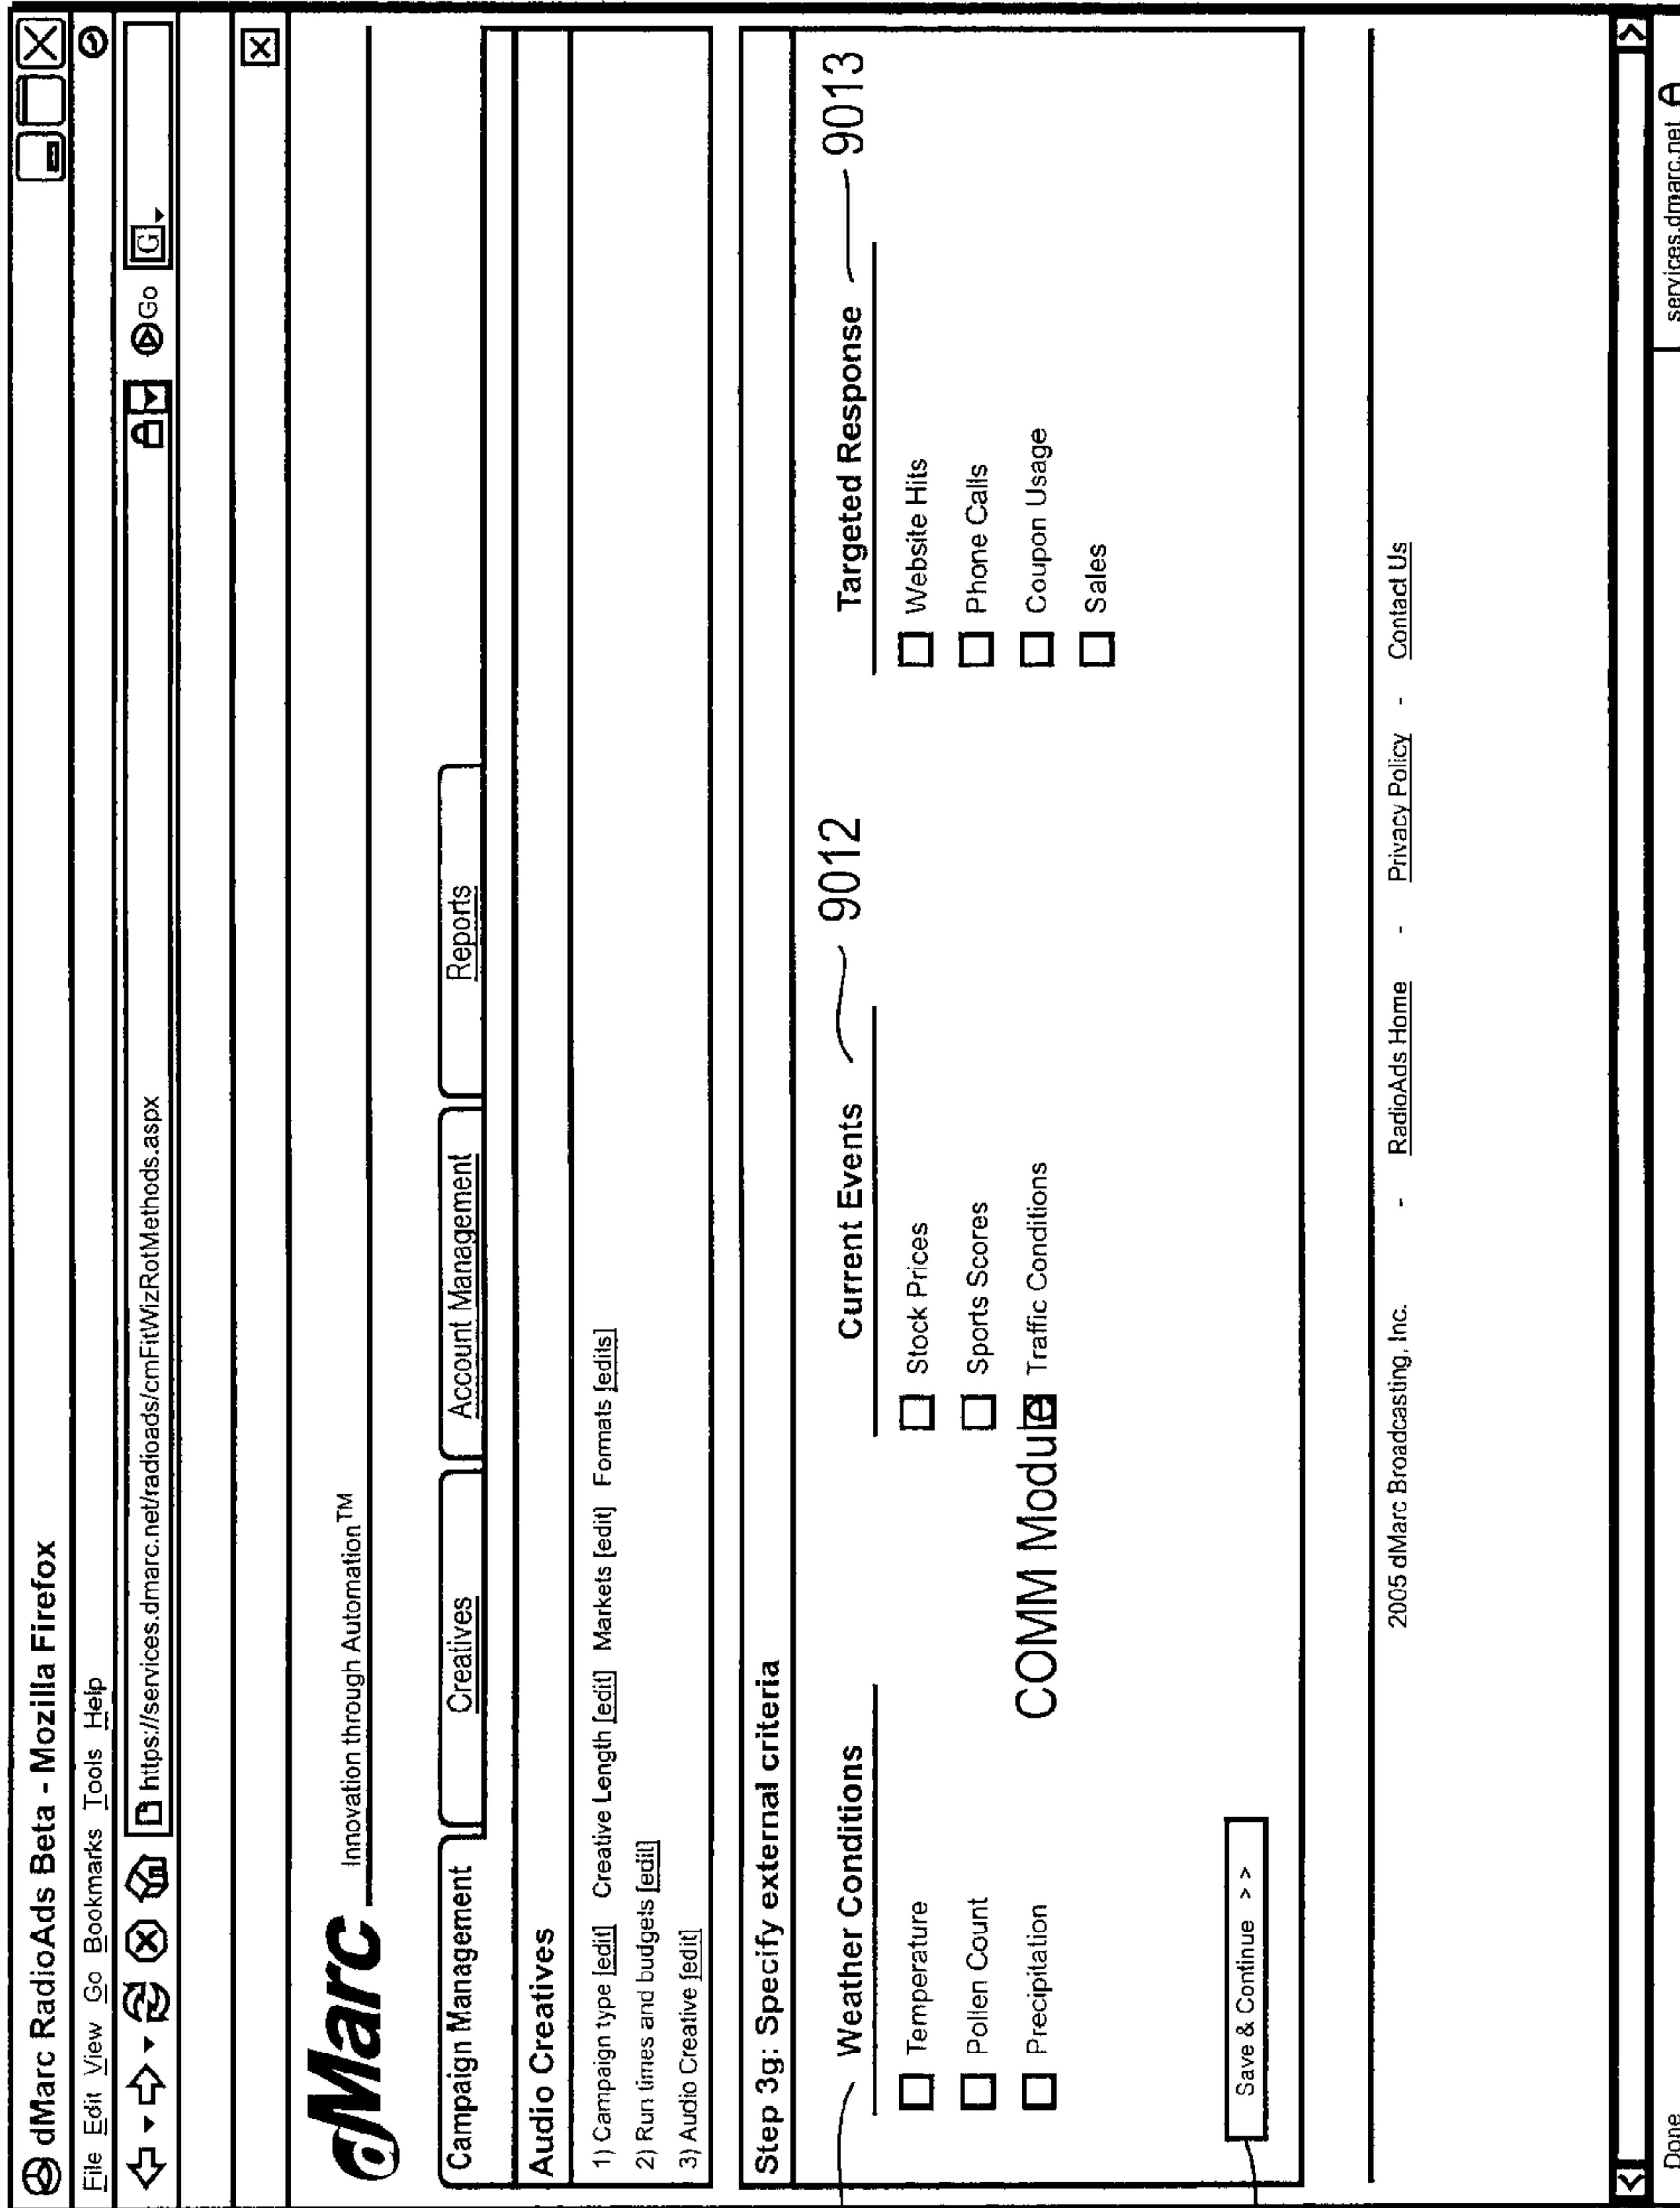 dMarc RadioAds Beta - Mozilla Firefox
File Edit View Go Bookmarks Tools Help
https://services.dmarc.net/radioads/cmFitWizRotMethods.aspx
Go
G
dMarc
Innovation through Automation™
Campaign Management
Creatives
Account Management
Reports
Audio Creatives
1) Campaign type [edit] Creative Length [edit] Markets [edit] Formats [edits]
2) Run times and budgets [edit]
3) Audio Creative [edit]
Step 3g: Specify external criteria
Weather Conditions
Temperature
Pollen Count
Precipitation
Current Events
9012
Stock Prices
Sports Scores
COMM Module
Traffic Conditions
Targeted Response
9013
Website Hits
Phone Calls
Coupon Usage
Sales
Save & Continue > >
2005 dMarc Broadcasting, Inc. - RadioAds Home - Privacy Policy - Contact Us
Done
services.dmarc.net